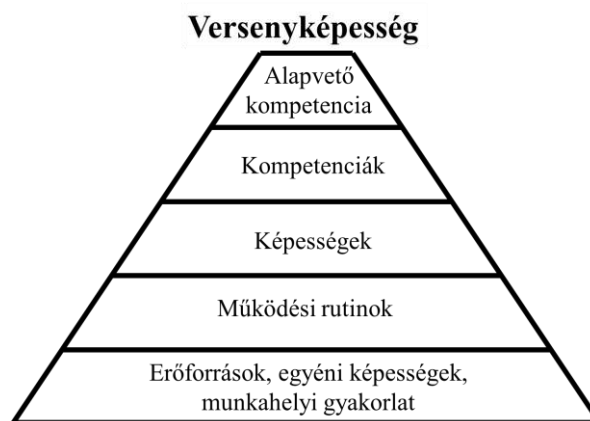 Versenyképesség
Alapvető
kompetencia
Kompetenciák
Képességek
Működési rutinok
Erőforrások, egyéni képességek,
munkahelyi gyakorlat